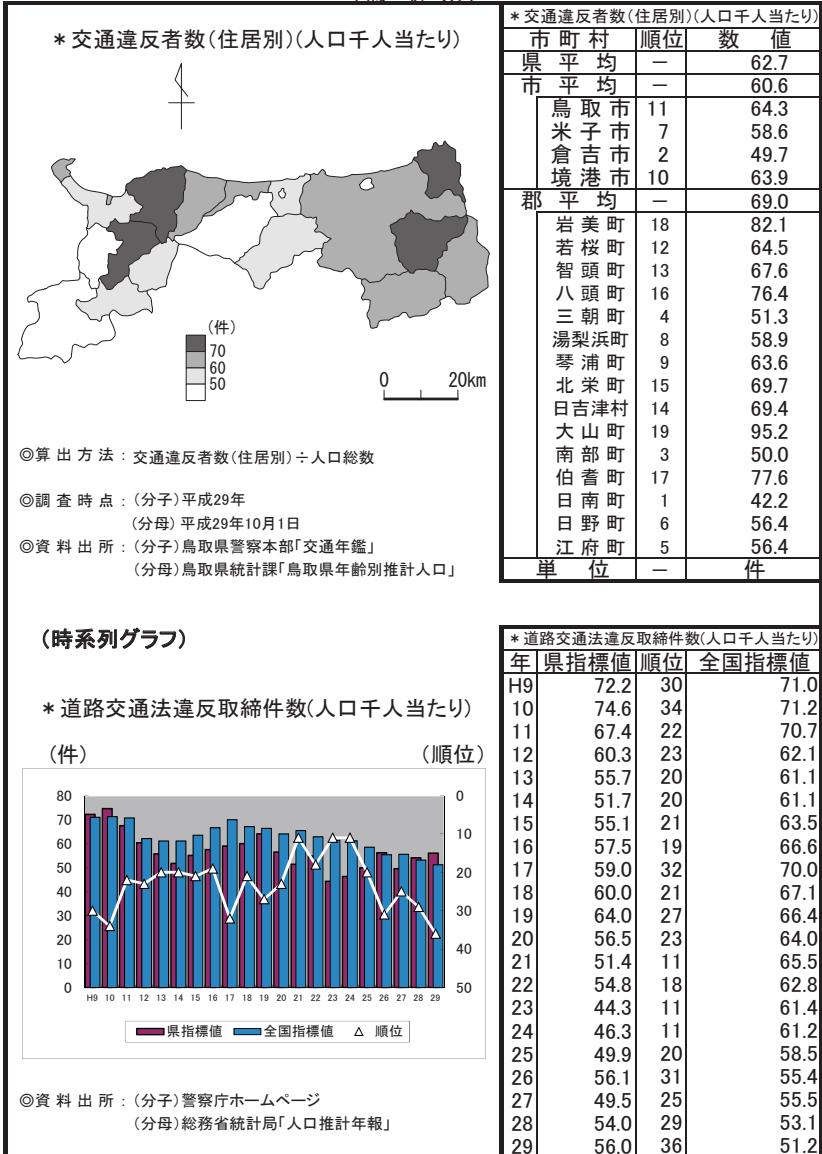 *交通違反者数(住居別)(人口千人当たり)
(件)
70
60
50
0 20km
◎算出方法：交通違反者数(住居別)÷人口総数
◎調査時点：(分子)平成29年
(分母)平成29年10月1日
◎資料出所：(分子)鳥取県警察本部「交通年鑑」
(分母)鳥取県統計課「鳥取県年齢別推計人口」
*交通違反者数(住居別)(人口千人当たり)
市町村 順位 数値
県平均 － 62.7
市平均 － 60.6
鳥取市 11 64.3
米子市 7 58.6
倉吉市 2 49.7
境港市 10 63.9
郡平均 － 69.0
岩美町 18 82.1
若桜町 12 64.5
智頭町 13 67.6
八頭町 16 76.4
三朝町 4 51.3
湯梨浜町 8 58.9
琴浦町 9 63.6
北栄町 15 69.7
日吉津村 14 69.4
大山町 19 95.2
南部町 3 50.0
伯耆町 17 77.6
日南町 1 42.2
日野町 6 56.4
江府町 5 56.4
単位 － 件
(時系列グラフ)
*道路交通法違反取締件数(人口千人当たり)
(件) (順位)
80 0
70
60 10
50 20
40
30 30
20 40
10
0 50
H9 10 11 12 13 14 15 16 17 18 19 20 21 22 23 24 25 26 27 28 29
県指標値 全国指標値 順位
◎資料出所：(分子)警察庁ホームページ
(分母)総務省統計局「人口推計年報」
*道路交通法違反取締件数(人口千人当たり)
年 県指標値 順位 全国指標値
H9 72.2 30 71.0
10 74.6 34 71.2
11 67.4 22 70.7
12 60.3 23 62.1
13 55.7 20 61.1
14 51.7 20 61.1
15 55.1 21 63.5
16 57.5 19 66.6
17 59.0 32 70.0
18 60.0 21 67.1
19 64.0 27 66.4
20 56.5 23 64.0
21 51.4 11 65.5
22 54.8 18 62.8
23 44.3 11 61.4
24 46.3 11 61.2
25 49.9 20 58.5
26 56.1 31 55.4
27 49.5 25 55.5
28 54.0 29 53.1
29 56.0 36 51.2